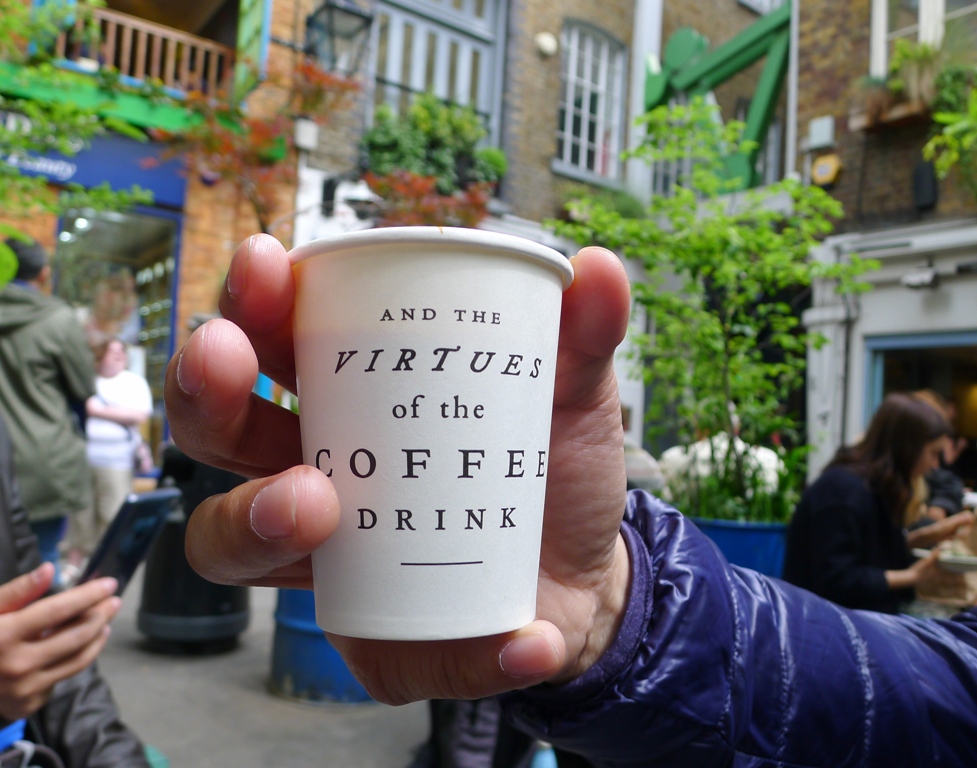 AND THE
VIRTUES
of the
COFFEE
DRINK